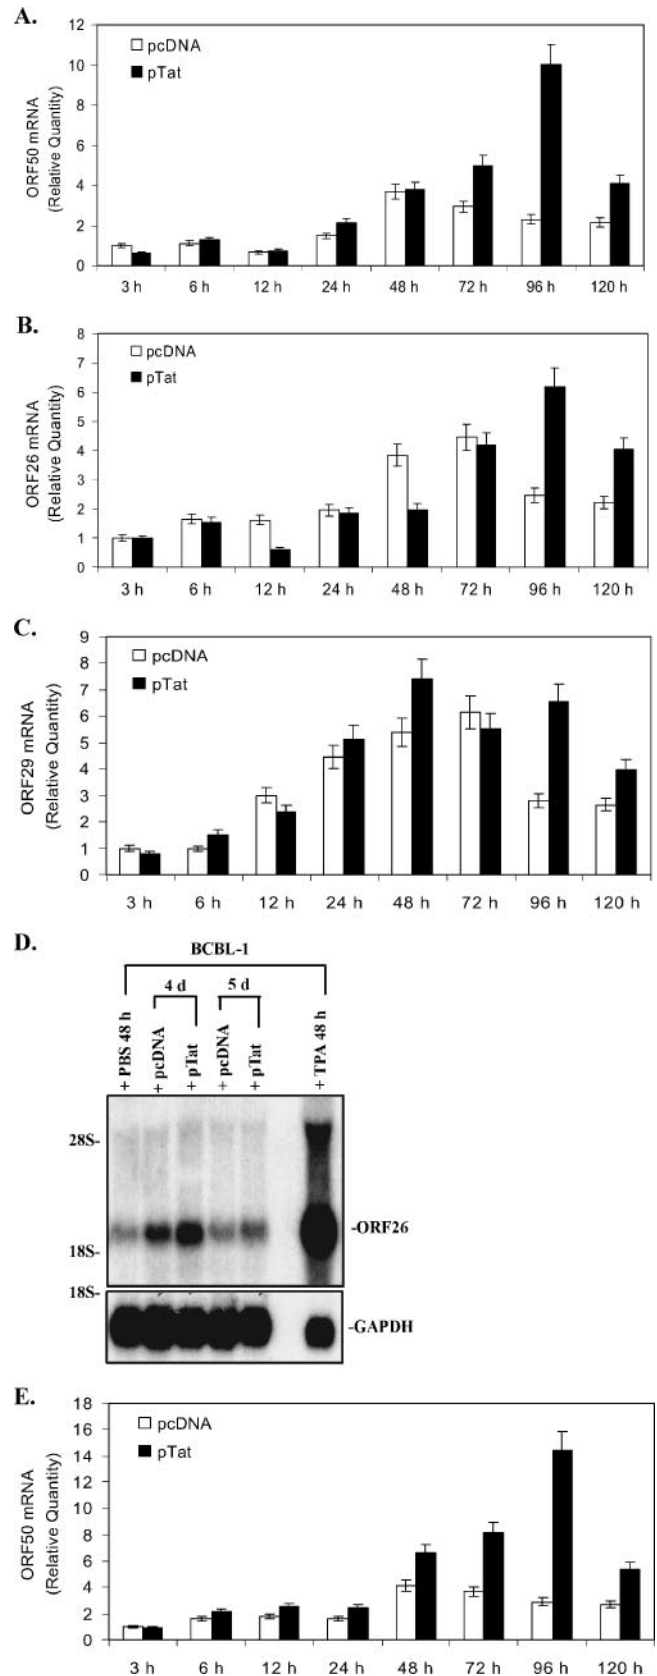 A.
ORF50 mRNA
(Relative Quantity)
12
10
8
6
4
2
0
pcDNA
pTat
3 h 6 h 12 h 24 h 48 h 72 h 96 h 120 h
B.
ORF26 mRNA
(Relative Quantity)
8
7
6
5
4
3
2
1
0
pcDNA
pTat
3 h 6 h 12 h 24 h 48 h 72 h 96 h 120 h
C.
ORF29 mRNA
(Relative Quantity)
9
8
7
6
5
4
3
2
1
0
pcDNA
pTat
3 h 6 h 12 h 24 h 48 h 72 h 96 h 120 h
D.
BCBL-1
4 d 5 d
+ PBS 48 h
+ pcDNA
+ pTat
+ pcDNA
+ pTat
+ TPA 48 h
28S-
-ORF26
18S-
18S-
-GAPDH
E.
ORF50 mRNA
(Relative Quantity)
18
16
14
12
10
8
6
4
2
0
pcDNA
pTat
3 h 6 h 12 h 24 h 48 h 72 h 96 h 120 h